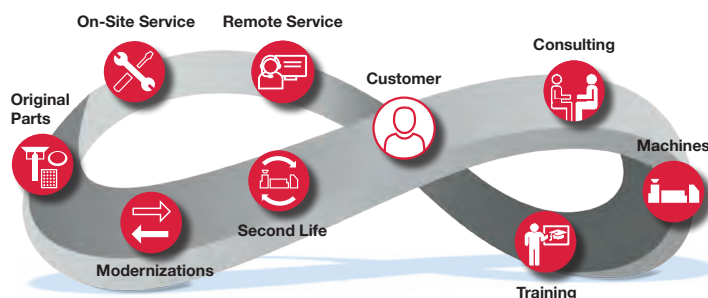 On-Site Service
Remote Service
Consulting
Customer
Original
Parts
Machines
Second Life
Modernizations
Training